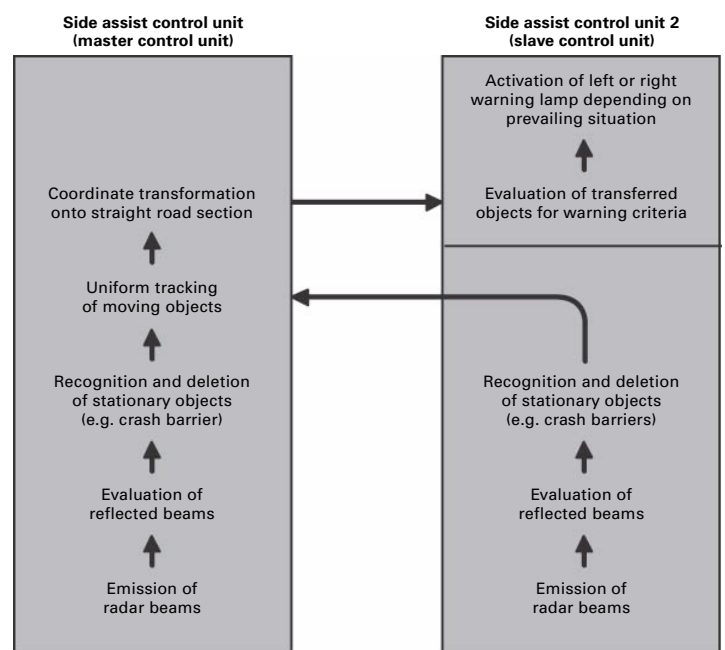 Side assist control unit
(master control unit)
Coordinate transformation
onto straight road section
Uniform tracking
of moving objects
Recognition and deletion
of stationary objects
(e.g. crash barrier)
Evaluation of
reflected beams
Emission of
radar beams
Side assist control unit 2
(slave control unit)
Activation of left or right
warning lamp depending on
prevailing situation
Evaluation of transferred
objects for warning criteria
Recognition and deletion
of stationary objects
(e.g. crash barriers)
Evaluation of
reflected beams
Emission of
radar beams